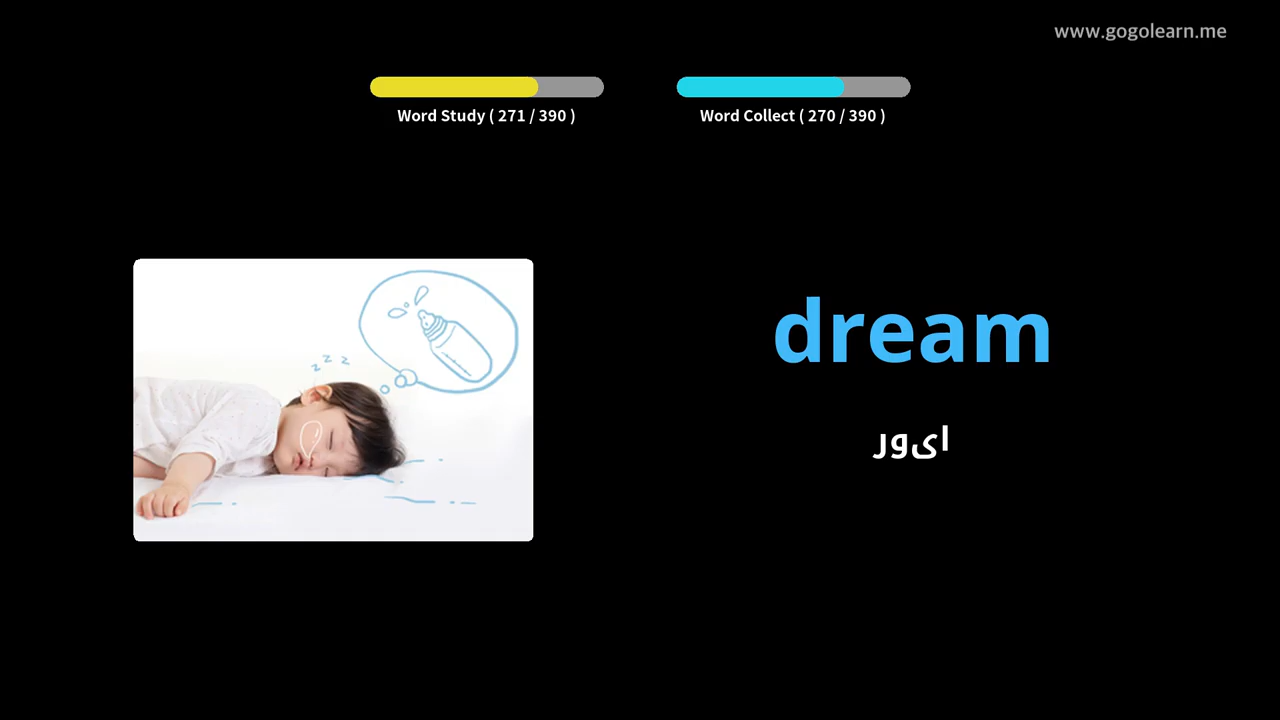 www.gogolearn.me
Word Study ( 271 / 390 )
Word Collect ( 270 / 390 )
z z z
dream
ایور